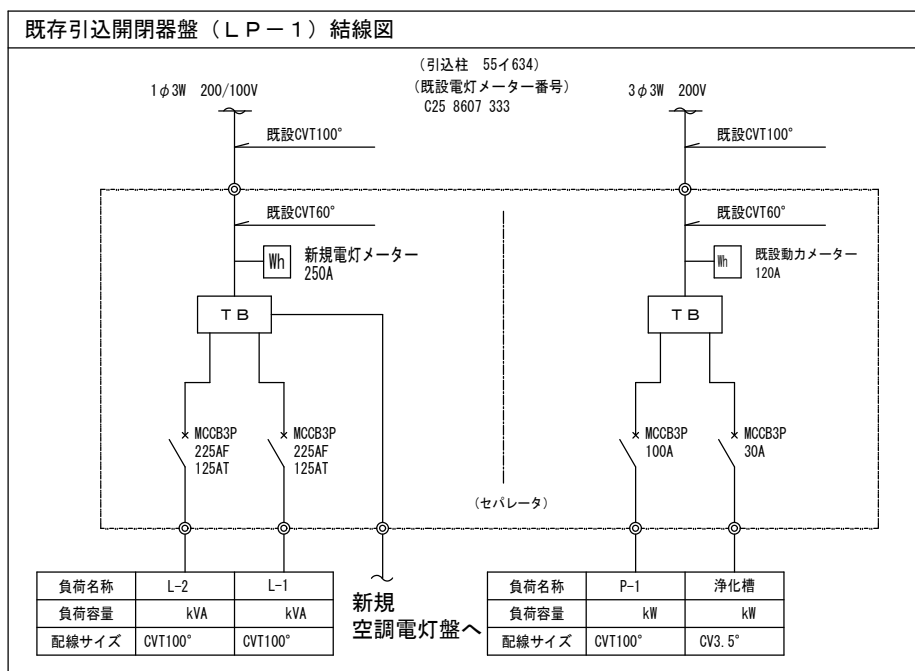 既存引込開閉器盤（ＬＰ－１）結線図
(引込柱 55イ634)
(既設電灯メーター番号)
C25 8607 333
1φ3W 200/100V
3φ3W 200V
既設CVT100°
既設CVT100°
既設CVT60°
既設CVT60°
Wh
新規電灯メーター
250A
Wh
既設動力メーター
120A
ＴＢ
ＴＢ
MCCB3P
225AF
125AT
MCCB3P
225AF
125AT
MCCB3P
100A
MCCB3P
30A
(セパレータ)
負荷名称 L-2 L-1
負荷容量 kVA kVA
配線サイズ CVT100° CVT100°
新規
空調電灯盤へ
負荷名称 P-1 浄化槽
負荷容量 kW kW
配線サイズ CVT100° CV3.5°